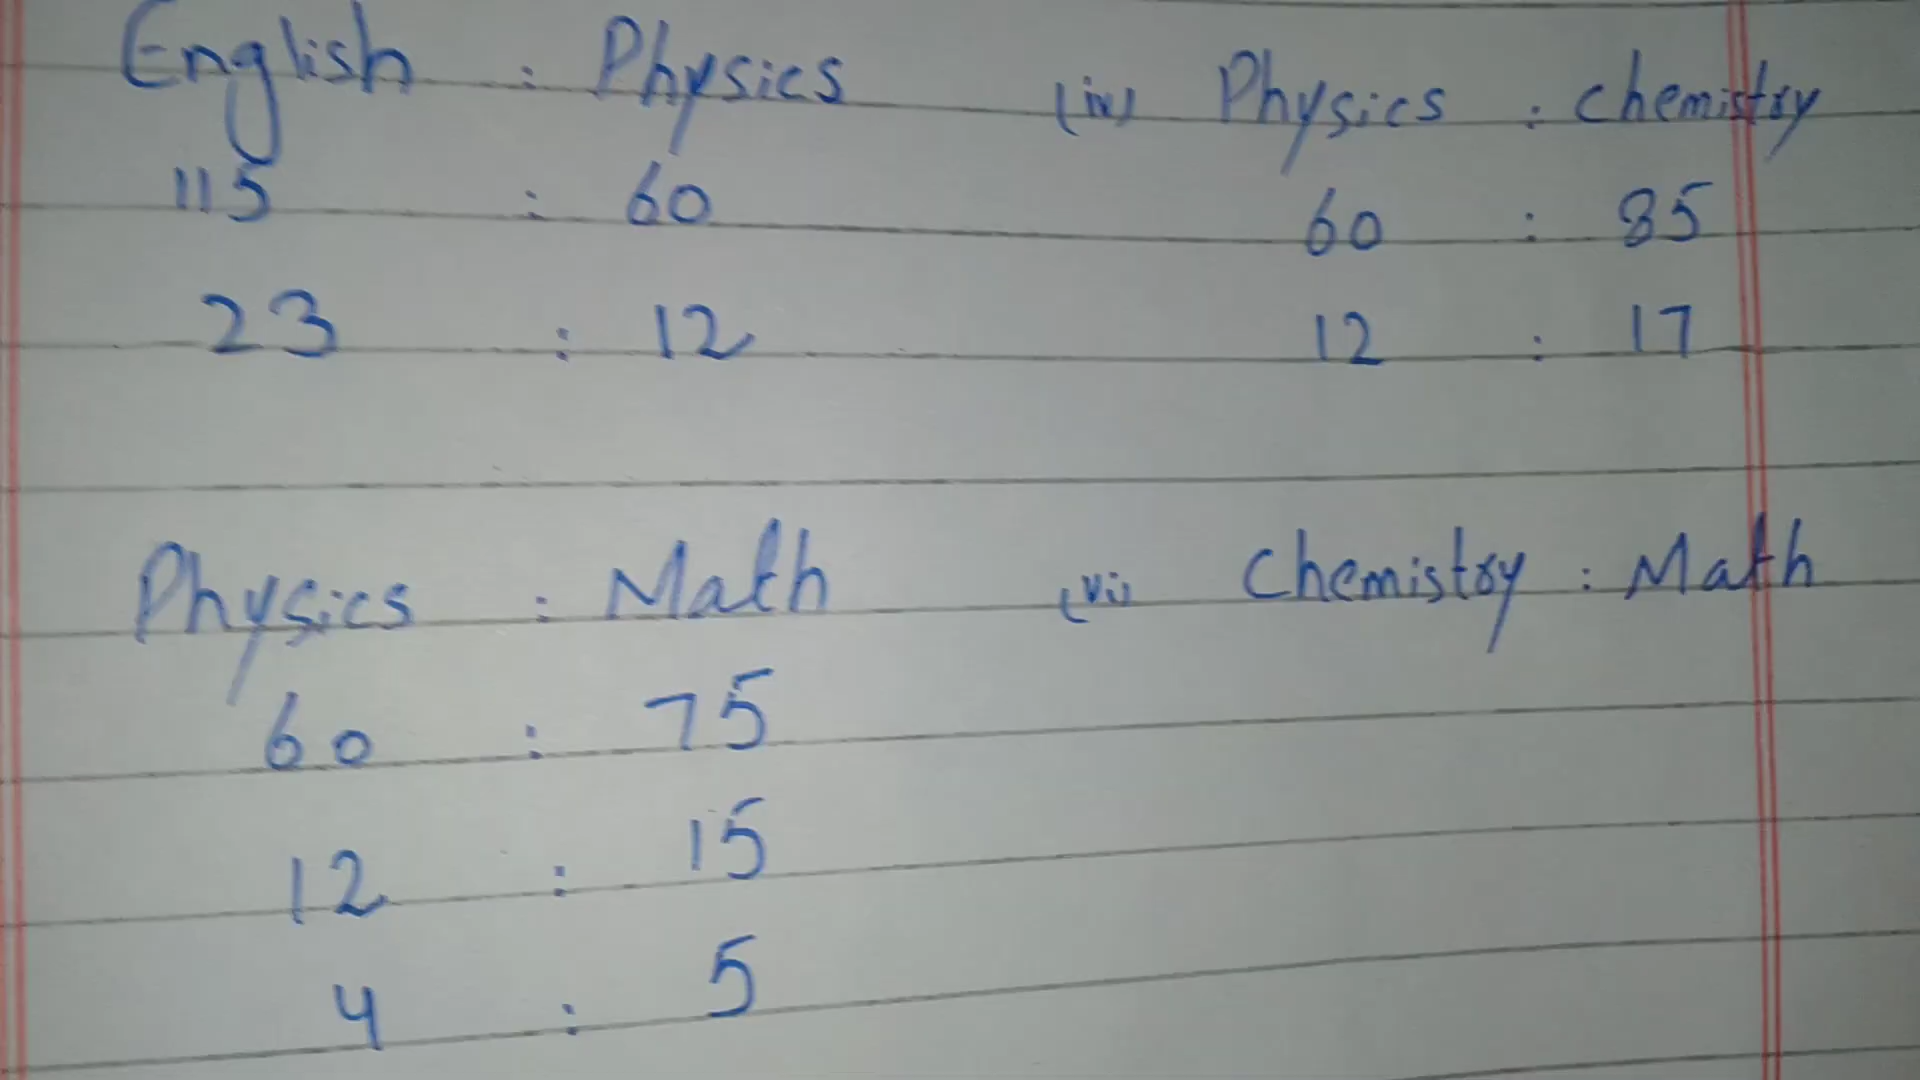 English : Physics (iv) Physics : Chemistry
115 : 60 60 : 85
23 : 12 12 : 17
Physics : Math (vi) Chemistry : Math
60 : 75
12 : 15
4 : 5